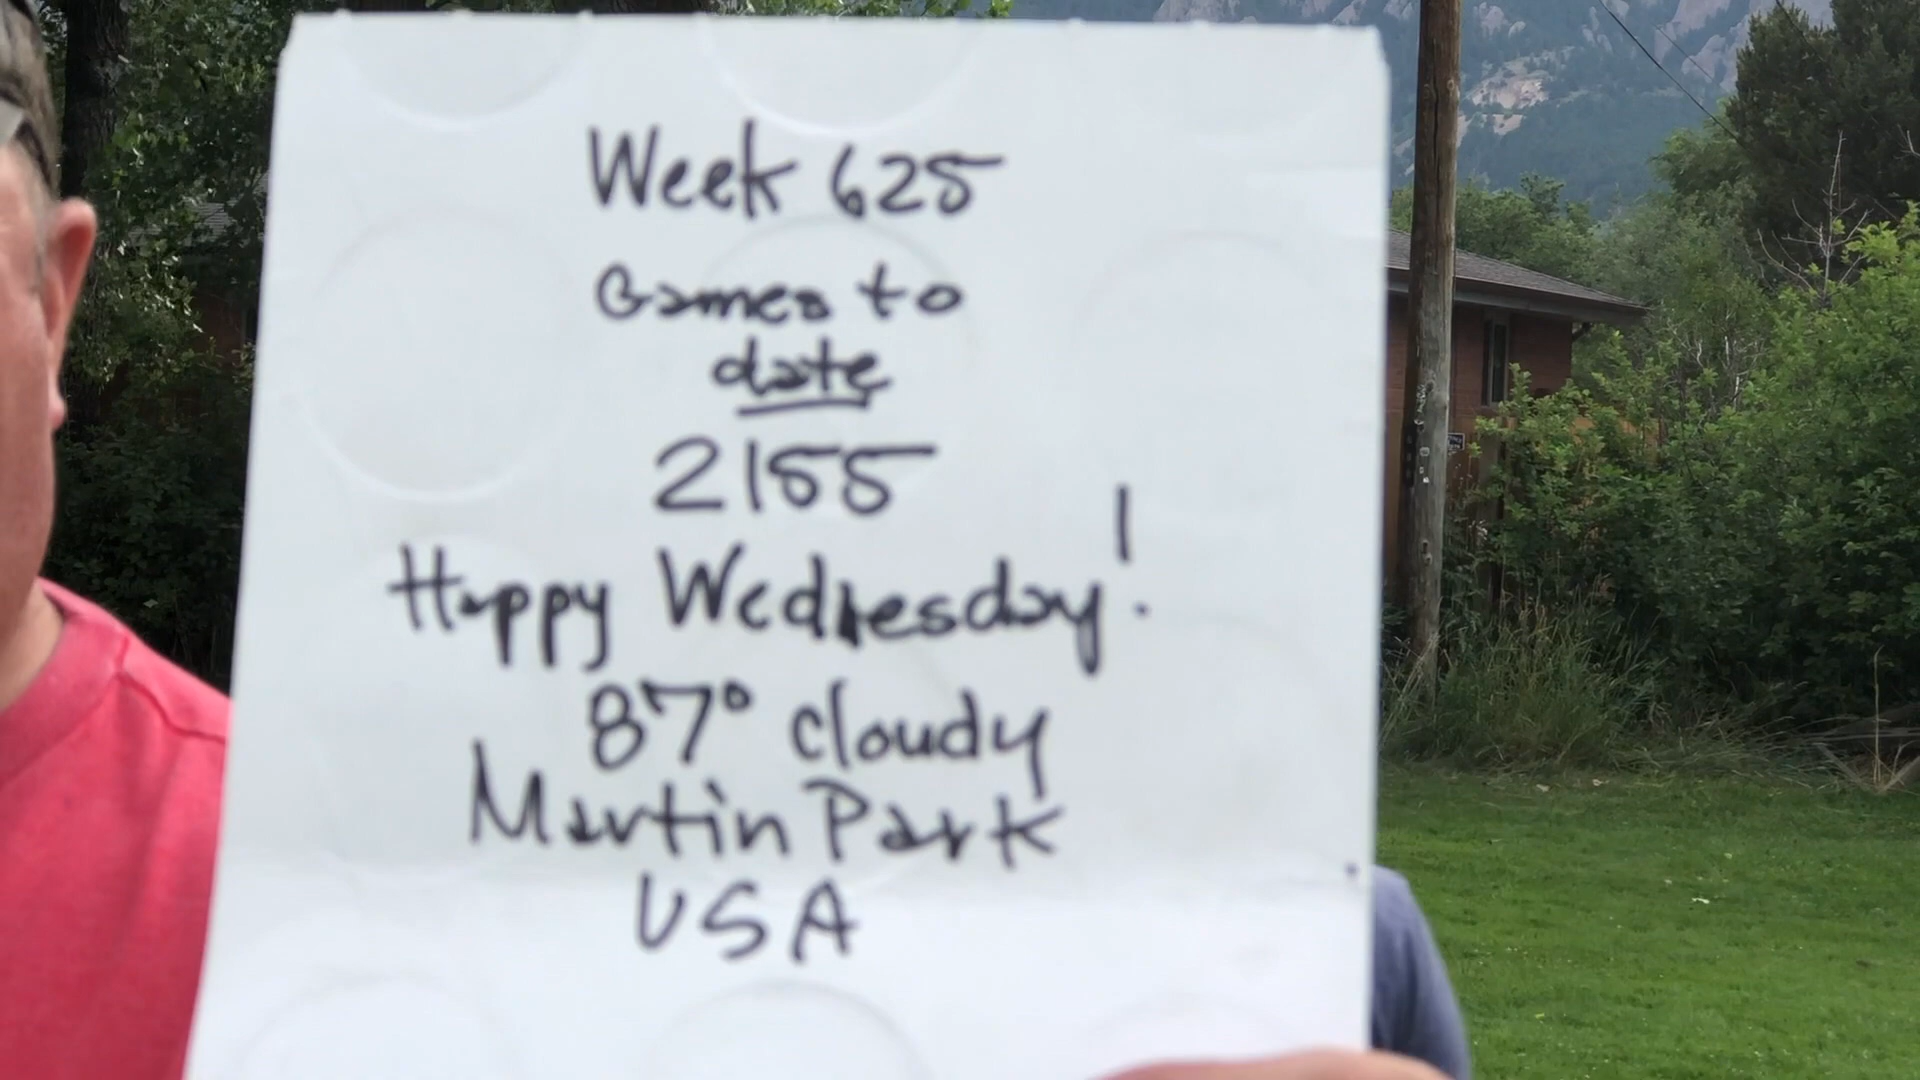 Week 625
Games to
date
2155
Happy Wednesday!
87° cloudy
Martin Park
USA